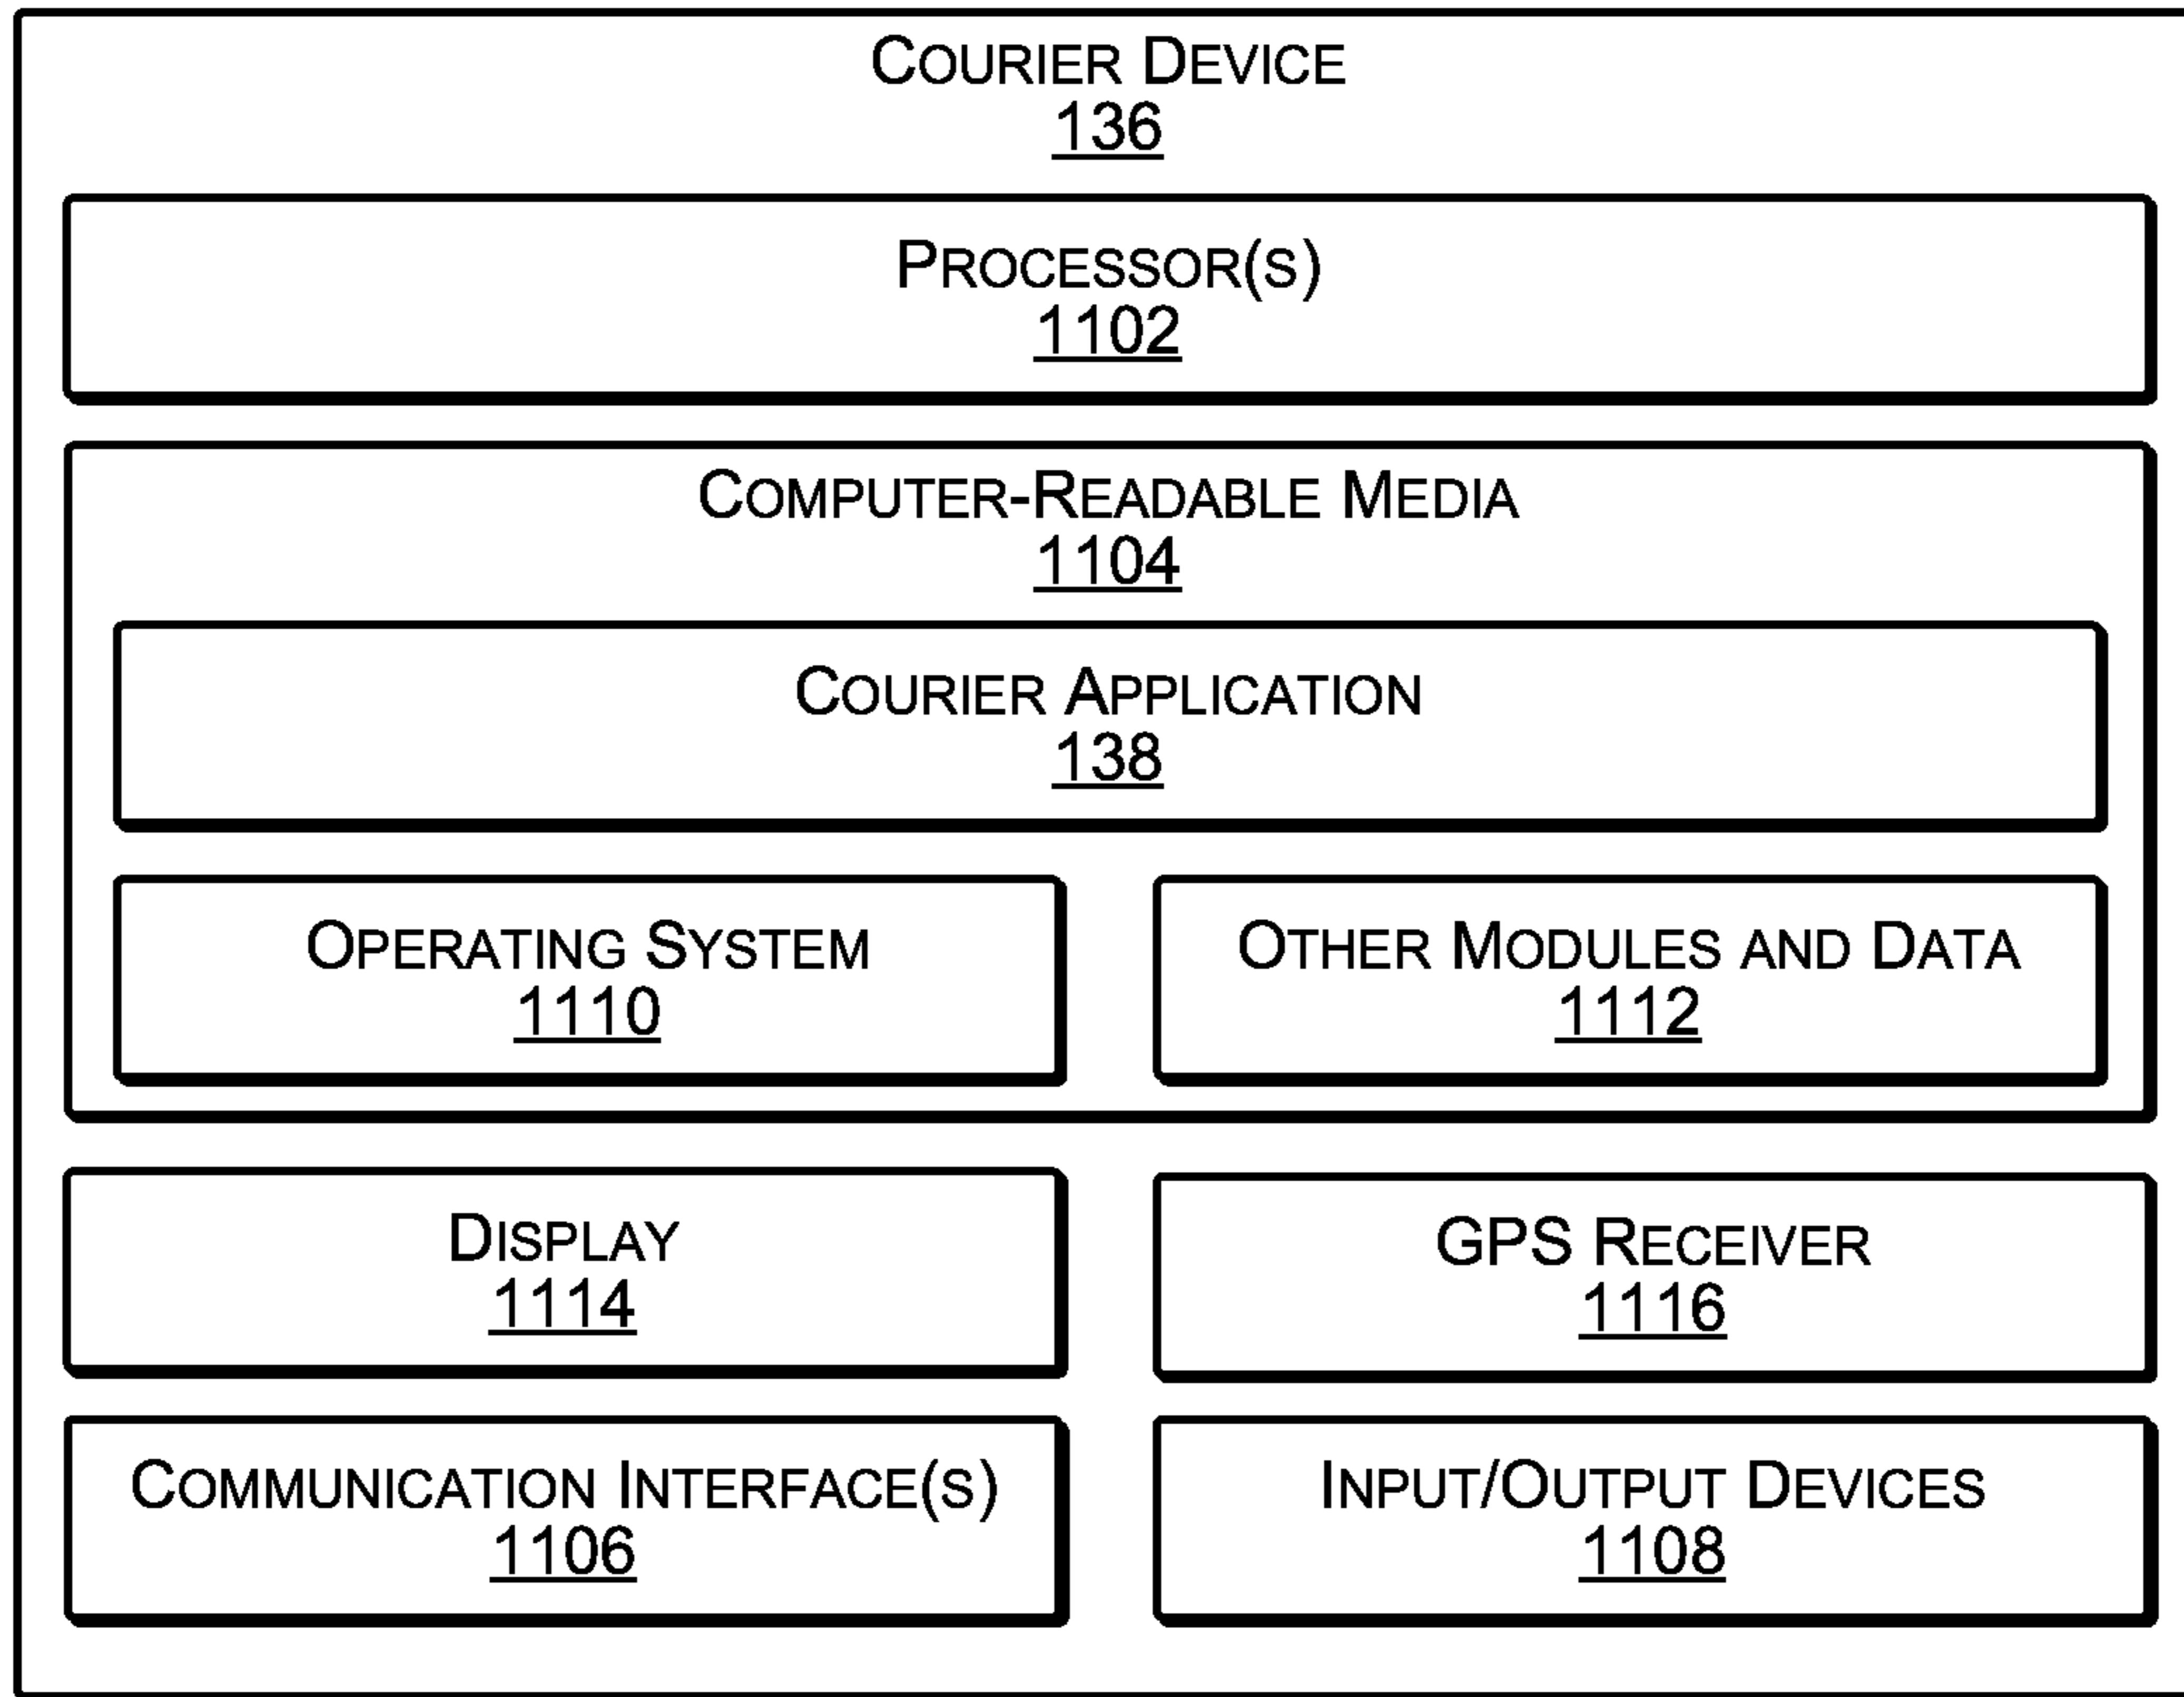 COURIER DEVICE
136
PROCESSOR(S)
1102
COMPUTER-READABLE MEDIA
1104
COURIER APPLICATION
138
OPERATING SYSTEM
1110
OTHER MODULES AND DATA
1112
DISPLAY
1114
GPS RECEIVER
1116
COMMUNICATION INTERFACE(S)
1106
INPUT/OUTPUT DEVICES
1108